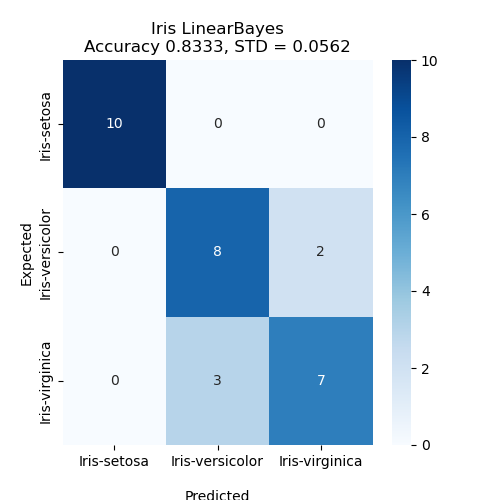 Iris LinearBayes
Accuracy 0.8333, STD = 0.0562
Expected
Iris-setosa
10 0 0
Iris-versicolor
0 8 2
Iris-virginica
0 3 7
Iris-setosa Iris-versicolor Iris-virginica
Predicted
10
8
6
4
2
0